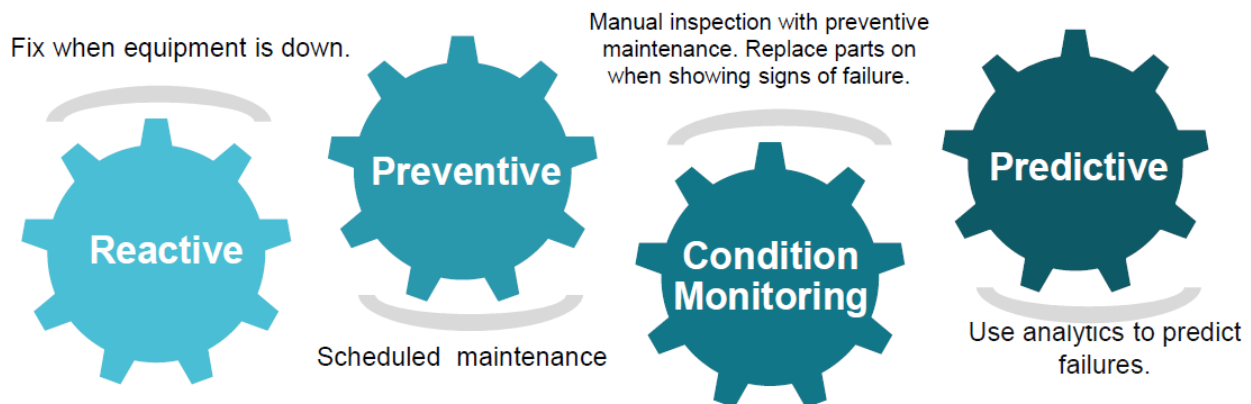 Fix when equipment is down.
Reactive
Preventive
Scheduled maintenance
Manual inspection with preventive
maintenance. Replace parts on
when showing signs of failure.
Condition
Monitoring
Predictive
Use analytics to predict
failures.